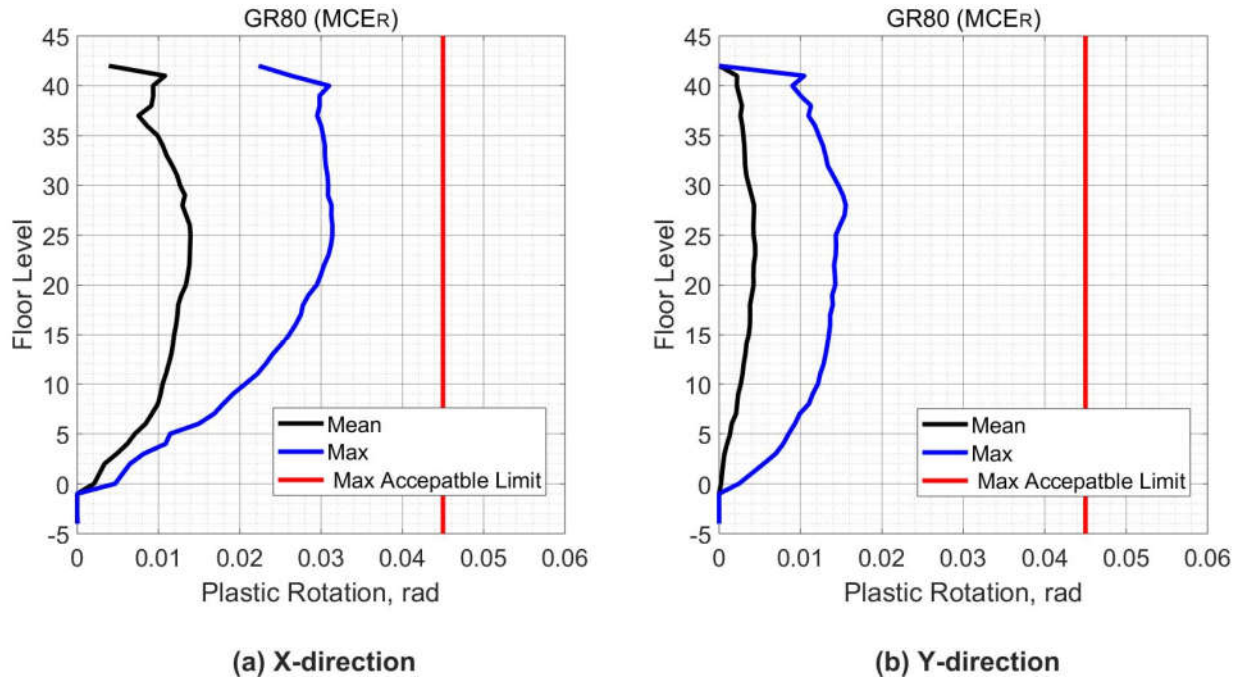 GR80 (MCER)
45
40
35
30
25
20
15
10
5
0
-5
Floor Level
Mean
Max
Max Accepatble Limit
0 0.01 0.02 0.03 0.04 0.05 0.06
Plastic Rotation, rad
(a) X-direction
GR80 (MCER)
45
40
35
30
25
20
15
10
5
0
-5
Floor Level
Mean
Max
Max Accepatble Limit
0 0.01 0.02 0.03 0.04 0.05 0.06
Plastic Rotation, rad
(b) Y-direction